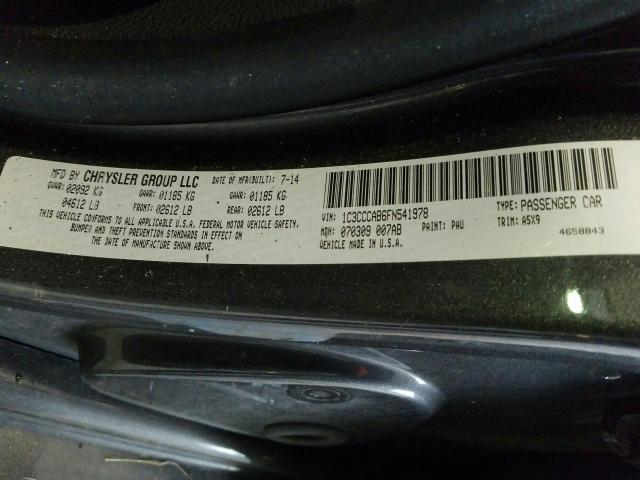 MFD BY CHRYSLER GROUP LLC DATE OF MFR(BUILT): 7-14
GVWR: 02092 KG GAWR: 01185 KG GAWR: 01185 KG
04612 LB FRONT: 02612 LB REAR: 02612 LB
THIS VEHICLE CONFORMS TO ALL APPLICABLE U.S.A. FEDERAL MOTOR VEHICLE SAFETY,
BUMPER AND THEFT PREVENTION STANDARDS IN EFFECT ON
THE DATE OF MANUFACTURE SHOWN ABOVE.
VIN: 1C3CCCAB6FN541978 TYPE: PASSENGER CAR
MDH: 070309 007AB PAINT: PAU TRIM: A5X9
VEHICLE MADE IN U.S.A. 4658843